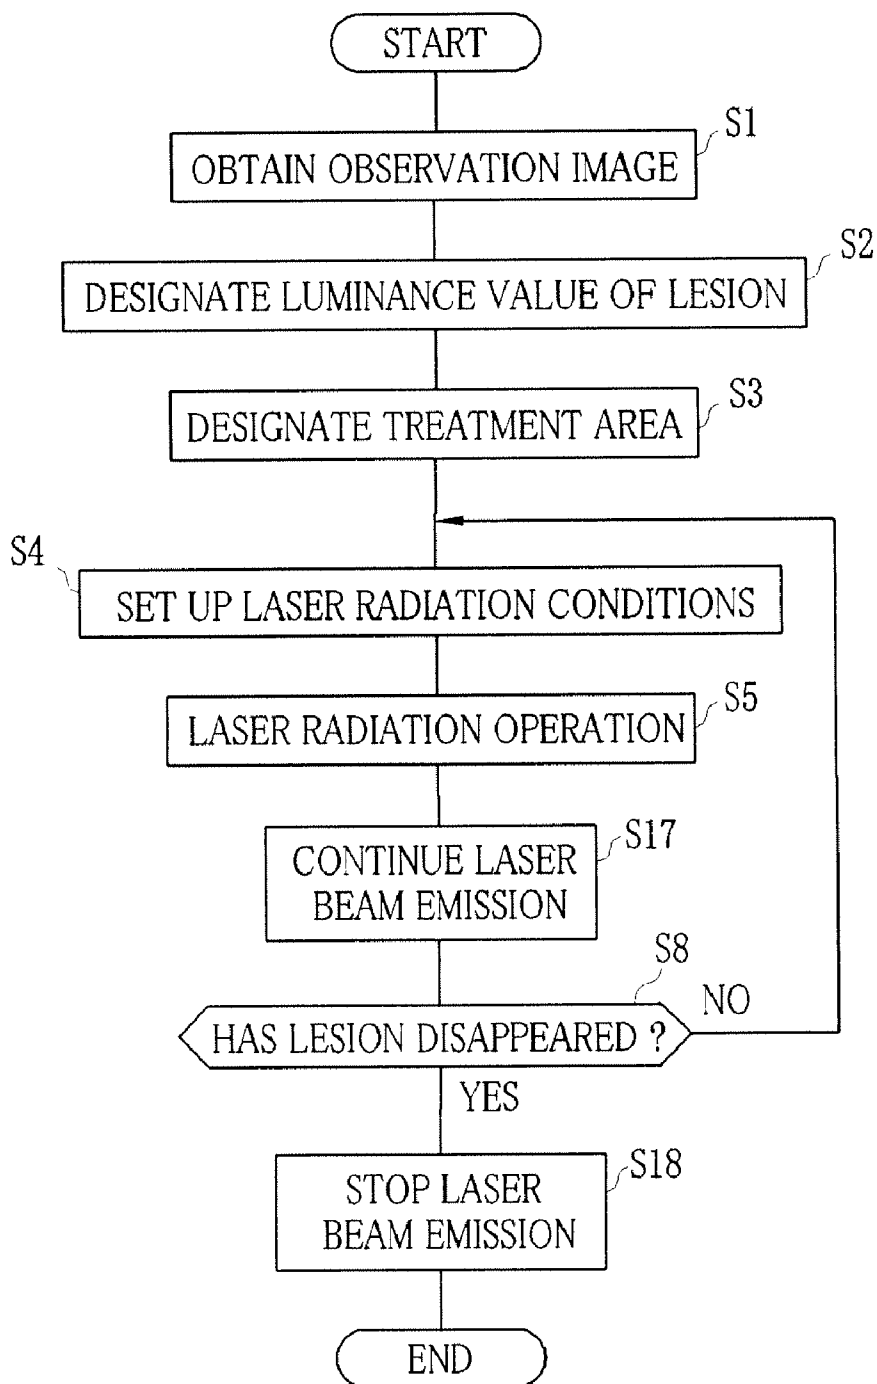 START
S1
OBTAIN OBSERVATION IMAGE
S2
DESIGNATE LUMINANCE VALUE OF LESION
S3
DESIGNATE TREATMENT AREA
S4
SET UP LASER RADIATION CONDITIONS
S5
LASER RADIATION OPERATION
S17
CONTINUE LASER
BEAM EMISSION
S8
NO
HAS LESION DISAPPEARED ?
YES
S18
STOP LASER
BEAM EMISSION
END